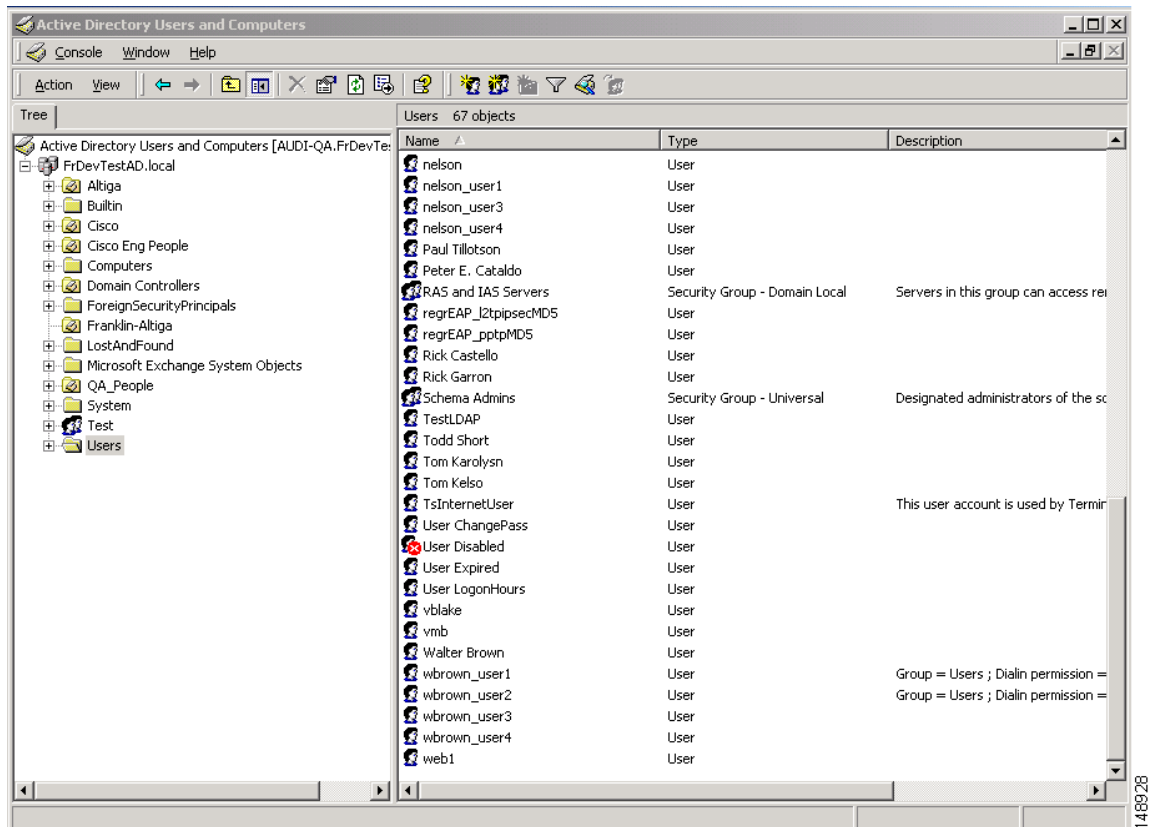 Active Directory Users and Computers
Console Window Help
Action View
Tree
Users 67 objects
Active Directory Users and Computers [AUDI-QA.FrDevTe
FrDevTestAD.local
Altiga
Builtin
Cisco
Cisco Eng People
Computers
Domain Controllers
ForeignSecurityPrincipals
Franklin-Altiga
LostAndFound
Microsoft Exchange System Objects
QA_People
System
Test
Users
Name Type Description
nelson User
nelson_user1 User
nelson_user3 User
nelson_user4 User
Paul Tillotson User
Peter E. Cataldo User
RAS and IAS Servers Security Group - Domain Local Servers in this group can access rei
regrEAP_l2tpipsecMD5 User
regrEAP_pptpMD5 User
Rick Castello User
Rick Garron User
Schema Admins Security Group - Universal Designated administrators of the sc
TestLDAP User
Todd Short User
Tom Karolysn User
Tom Kelso User
TsInternetUser User This user account is used by Termin
User ChangePass User
User Disabled User
User Expired User
User LogonHours User
vblake User
vmb User
Walter Brown User
wbrown_user1 User Group = Users ; Dialin permission =
wbrown_user2 User Group = Users ; Dialin permission =
wbrown_user3 User
wbrown_user4 User
web1 User
148928